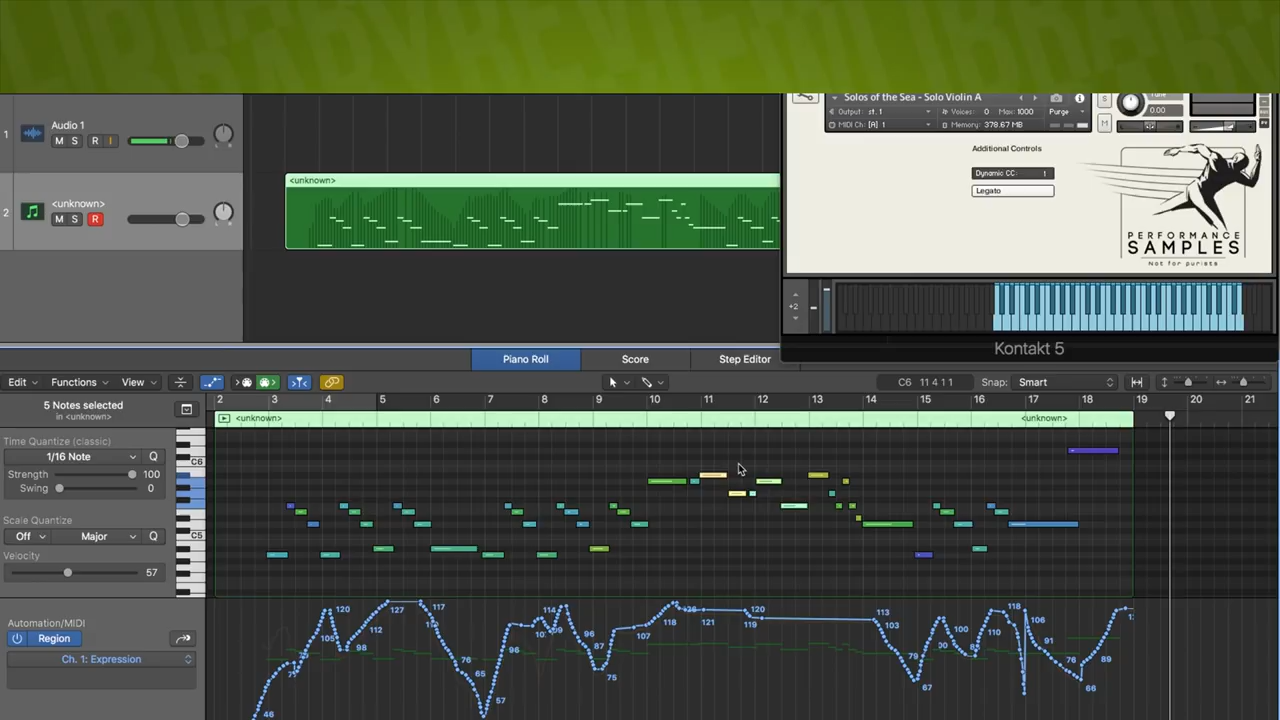 Solos of the Sea - Solo Violin A
Output: st. 1 Voices: 0 Max: 1000 Purge
MIDI Ch: [A] 1 Memory: 378.67 MB
S
M
Tune
0.00
1
Audio 1
M S R I
2
<unknown>
M S R
<unknown>
Additional Controls
Dynamic CC: 1
Legato
PERFORMANCE
SAMPLES
Not for purists
+2
Kontakt 5
Piano Roll Score Step Editor
Edit Functions View C6 11 4 1 1 Snap: Smart
5 Notes selected
in <unknown>
2 3 4 5 6 7 8 9 10 11 12 13 14 15 16 17 18 19 20 21
<unknown> <unknown>
Time Quantize (classic)
1/16 Note Q
Strength 100
Swing 0
Scale Quantize
Off Major Q
Velocity
57
C6
C5
Automation/MIDI
Region
Ch. 1: Expression
120 127 117 114 120 113 118
105 112 96 107 118 121 119 103 100 110 106
98 76 87 79 91 76 89
65 75 67 66
46 57